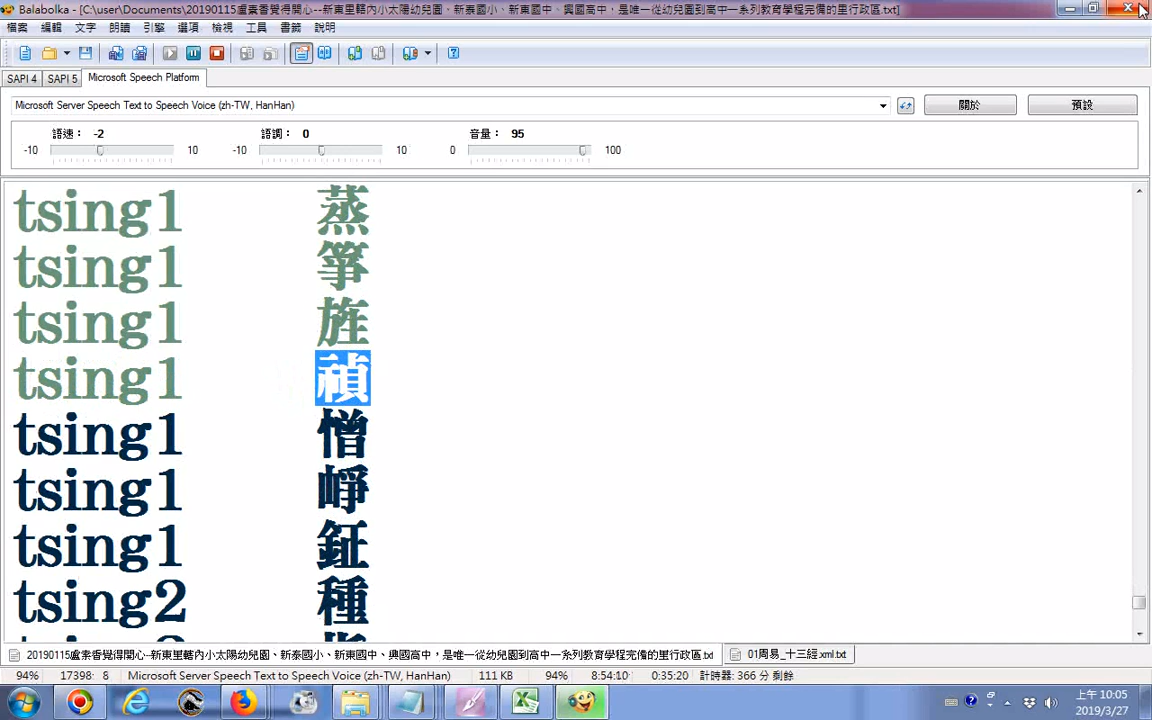 Balabolka - [C:\user\Documents\20190115盧素香覺得開心--新東里轄內小太陽幼兒園、新泰國小、新東國中、興國高中，是唯一從幼兒園到高中一系列教育學程完備的里行政區.txt]
檔案 編輯 文字 朗讀 引擎 選項 檢視 工具 書籤 說明
SAPI 4 SAPI 5 Microsoft Speech Platform
Microsoft Server Speech Text to Speech Voice (zh-TW, HanHan) 關於 預設
語速： -2 語調： 0 音量： 95
-10 10 -10 10 0 100
tsing1 蒸
tsing1 箏
tsing1 旌
tsing1 禎
tsing1 憎
tsing1 崢
tsing1 鉦
tsing2 種
20190115盧素香覺得開心--新東里轄內小太陽幼兒園、新泰國小、新東國中、興國高中，是唯一從幼兒園到高中一系列教育學程完備的里行政區.txt 01周易_十三經.xml.txt
94% 17398: 8 Microsoft Server Speech Text to Speech Voice (zh-TW, HanHan) 111 KB 94% 8:54:10 0:35:20 計時器: 366 分 剩餘
上午 10:05
2019/3/27